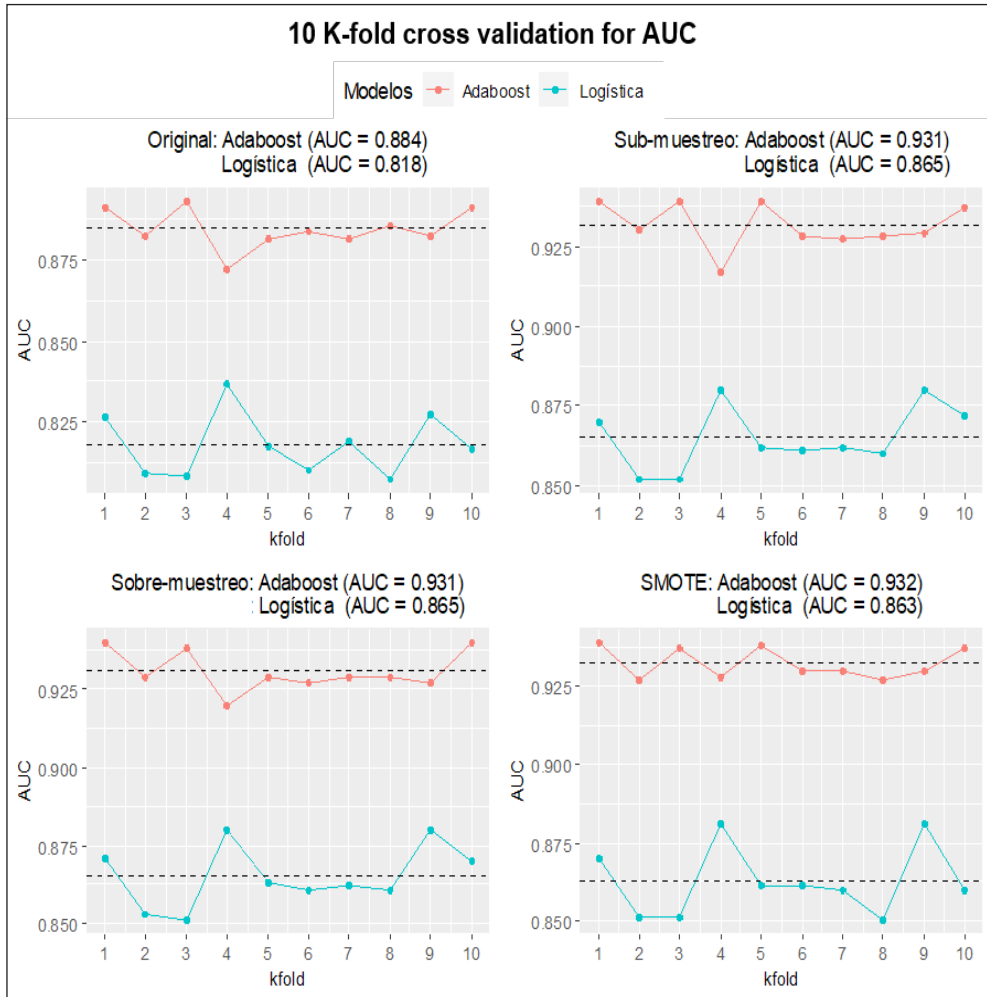 10 K-fold cross validation for AUC
Modelos Adaboost Logística
Original: Adaboost (AUC = 0.884)
Logística (AUC = 0.818)
AUC
0.875
0.850
0.825
1 2 3 4 5 6 7 8 9 10
kfold
Sub-muestreo: Adaboost (AUC = 0.931)
Logística (AUC = 0.865)
AUC
0.925
0.900
0.875
0.850
1 2 3 4 5 6 7 8 9 10
kfold
Sobre-muestreo: Adaboost (AUC = 0.931)
: Logística (AUC = 0.865)
AUC
0.925
0.900
0.875
0.850
1 2 3 4 5 6 7 8 9 10
kfold
SMOTE: Adaboost (AUC = 0.932)
Logística (AUC = 0.863)
AUC
0.925
0.900
0.875
0.850
1 2 3 4 5 6 7 8 9 10
kfold